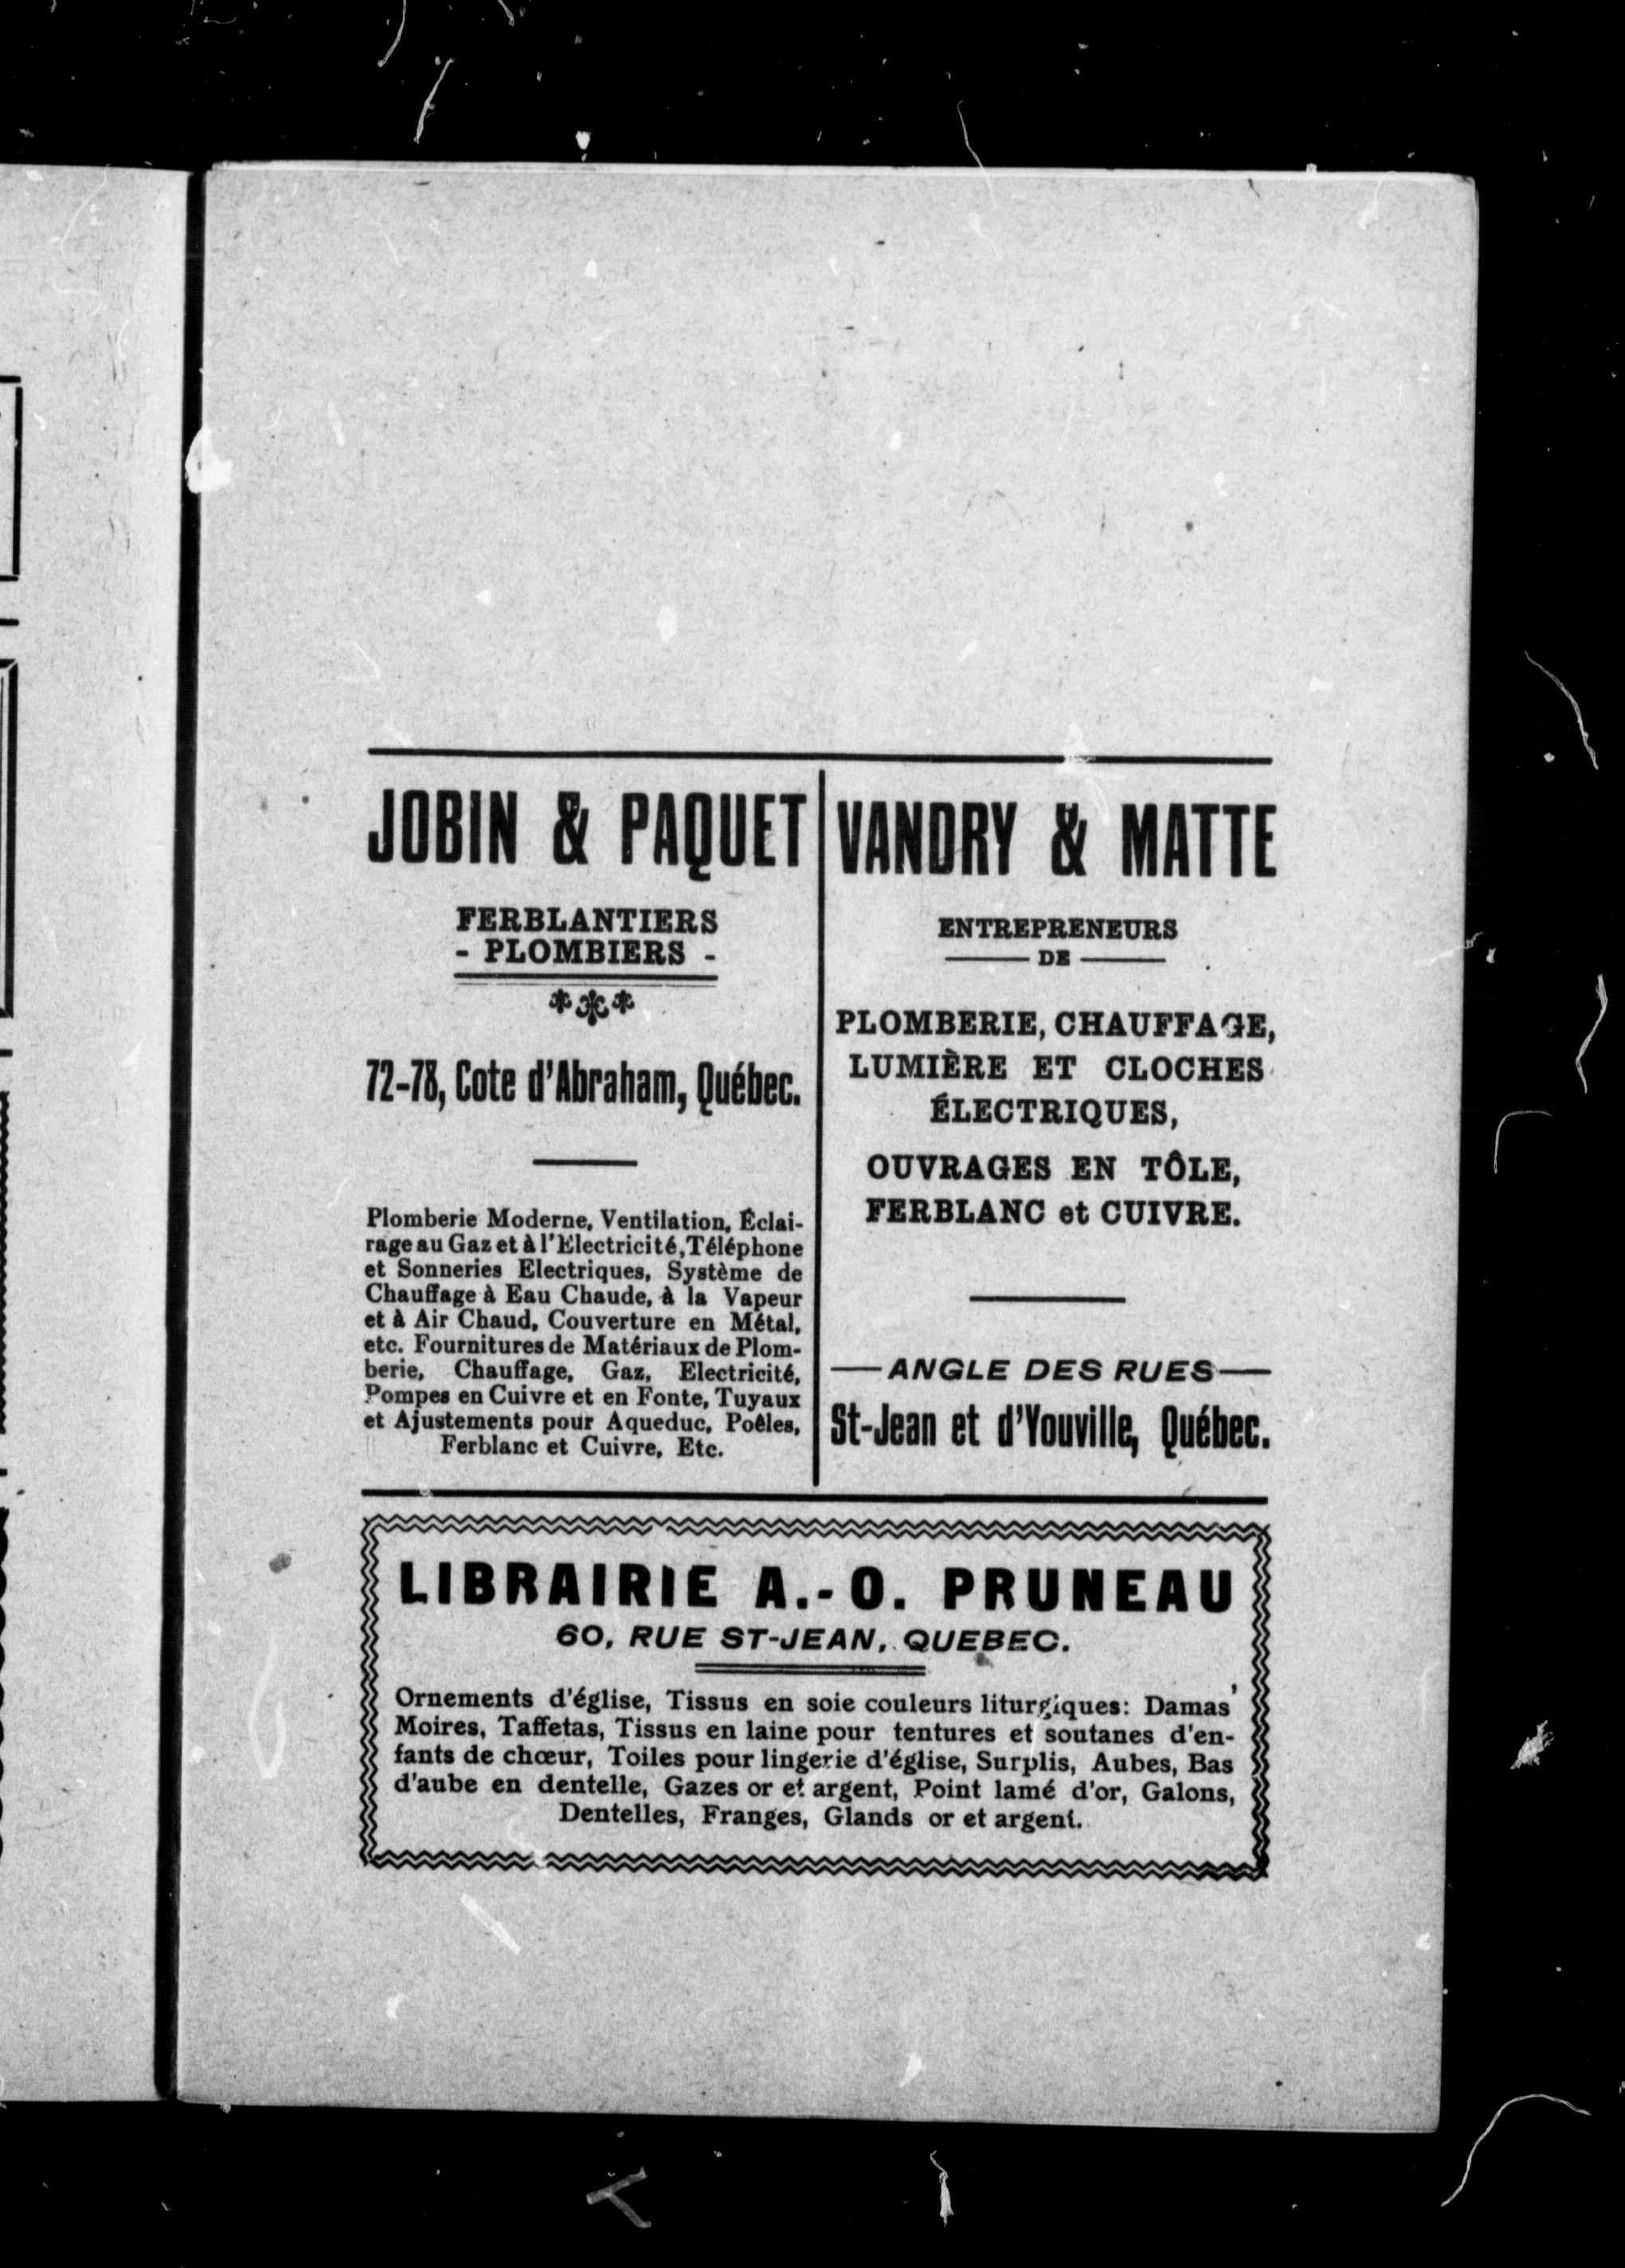 JOBIN & PAQUET
FERBLANTIERS
- PLOMBIERS -
72-78, Cote d'Abraham, Québec.
Plomberie Moderne, Ventilation, Éclai-
rage au Gaz et à l'Electricité, Téléphone
et Sonneries Electriques, Système de
Chauffage à Eau Chaude, à la Vapeur
et à Air Chaud, Couverture en Métal,
etc. Fournitures de Matériaux de Plom-
berie, Chauffage, Gaz, Electricité,
Pompes en Cuivre et en Fonte, Tuyaux
et Ajustements pour Aqueduc, Poêles,
Ferblanc et Cuivre, Etc.
VANDRY & MATTE
ENTREPRENEURS
DE
PLOMBERIE, CHAUFFAGE,
LUMIÈRE ET CLOCHES
ÉLECTRIQUES,
OUVRAGES EN TÔLE,
FERBLANC et CUIVRE.
ANGLE DES RUES
St-Jean et d'Youville, Québec.
LIBRAIRIE A.-O. PRUNEAU
60, RUE ST-JEAN, QUEBEC.
Ornements d'église, Tissus en soie couleurs liturgiques: Damas'
Moires, Taffetas, Tissus en laine pour tentures et soutanes d'en-
fants de chœur, Toiles pour lingerie d'église, Surplis, Aubes, Bas
d'aube en dentelle, Gazes or et argent, Point lamé d'or, Galons,
Dentelles, Franges, Glands or et argent.